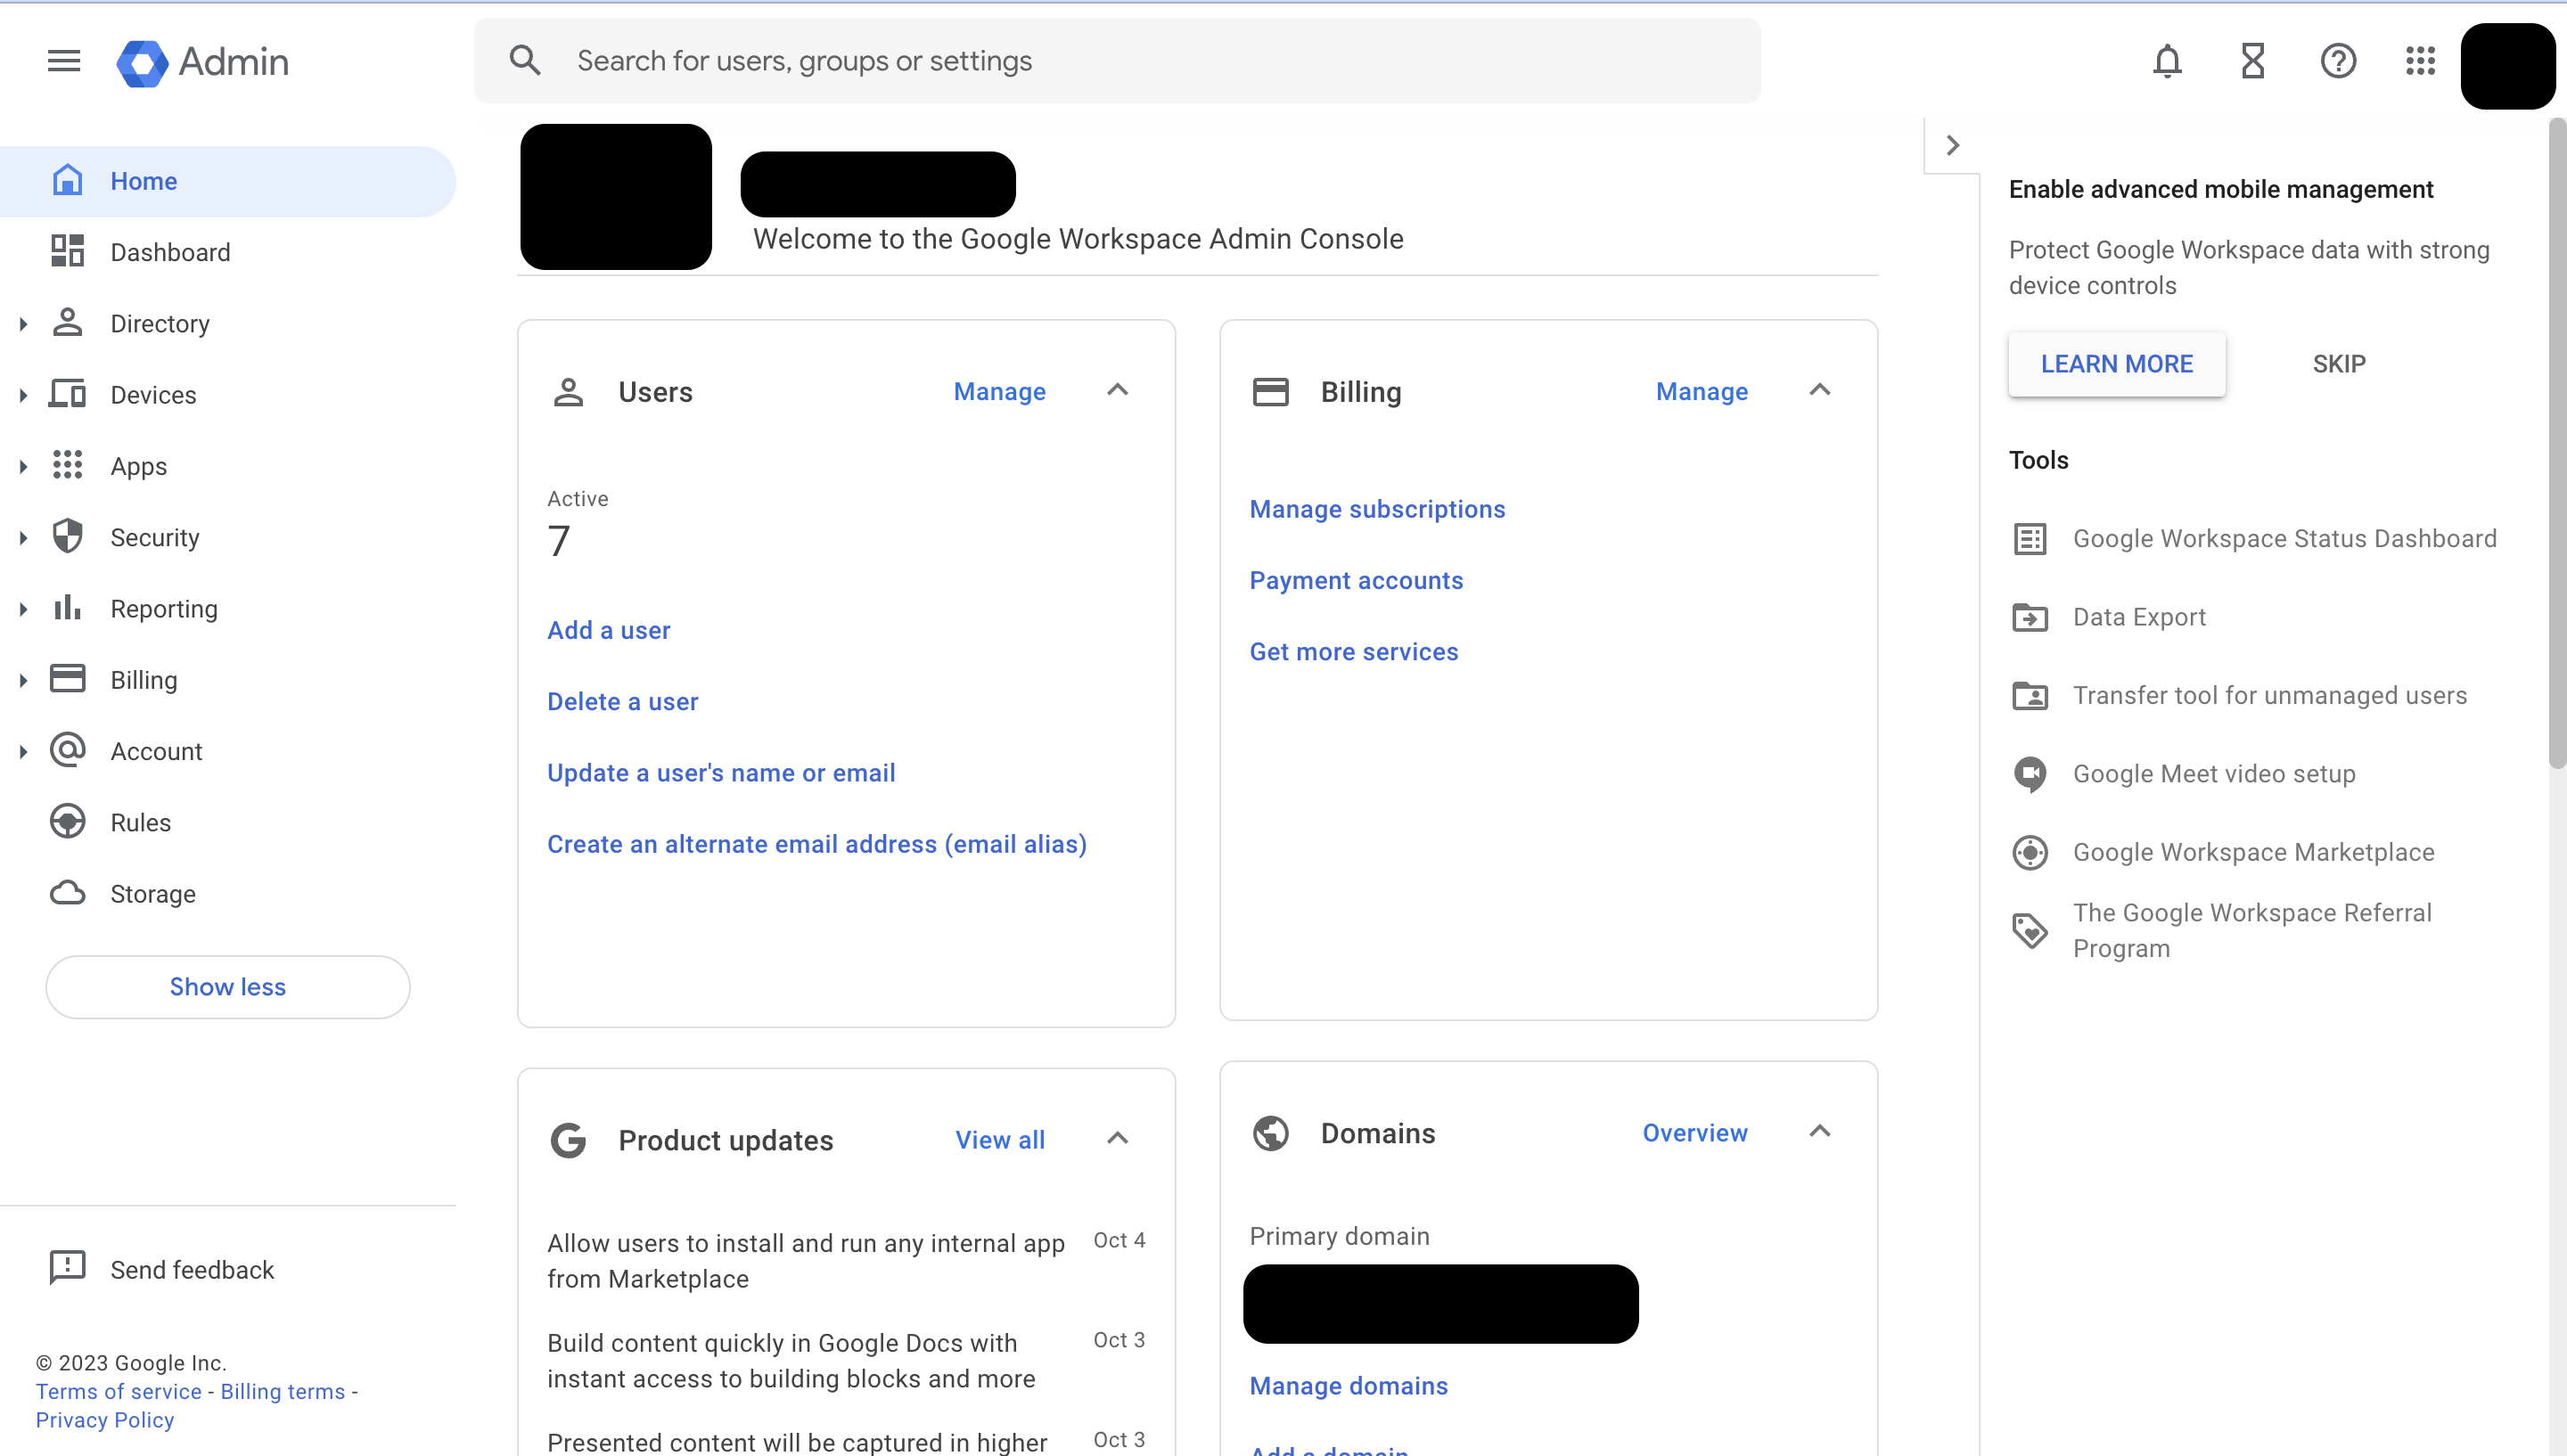 Admin
Search for users, groups or settings
Home
Dashboard
Directory
Devices
Apps
Security
Reporting
Billing
Account
Rules
Storage
Show less
Send feedback
© 2023 Google Inc.
Terms of service - Billing terms -
Privacy Policy
Welcome to the Google Workspace Admin Console
Users
Manage
Active
7
Add a user
Delete a user
Update a user's name or email
Create an alternate email address (email alias)
Billing
Manage
Manage subscriptions
Payment accounts
Get more services
Product updates
View all
Allow users to install and run any internal app
from Marketplace
Oct 4
Build content quickly in Google Docs with
instant access to building blocks and more
Oct 3
Presented content will be captured in higher
Oct 3
Domains
Overview
Primary domain
Manage domains
Add a domain
Enable advanced mobile management
Protect Google Workspace data with strong
device controls
LEARN MORE
SKIP
Tools
Google Workspace Status Dashboard
Data Export
Transfer tool for unmanaged users
Google Meet video setup
Google Workspace Marketplace
The Google Workspace Referral
Program